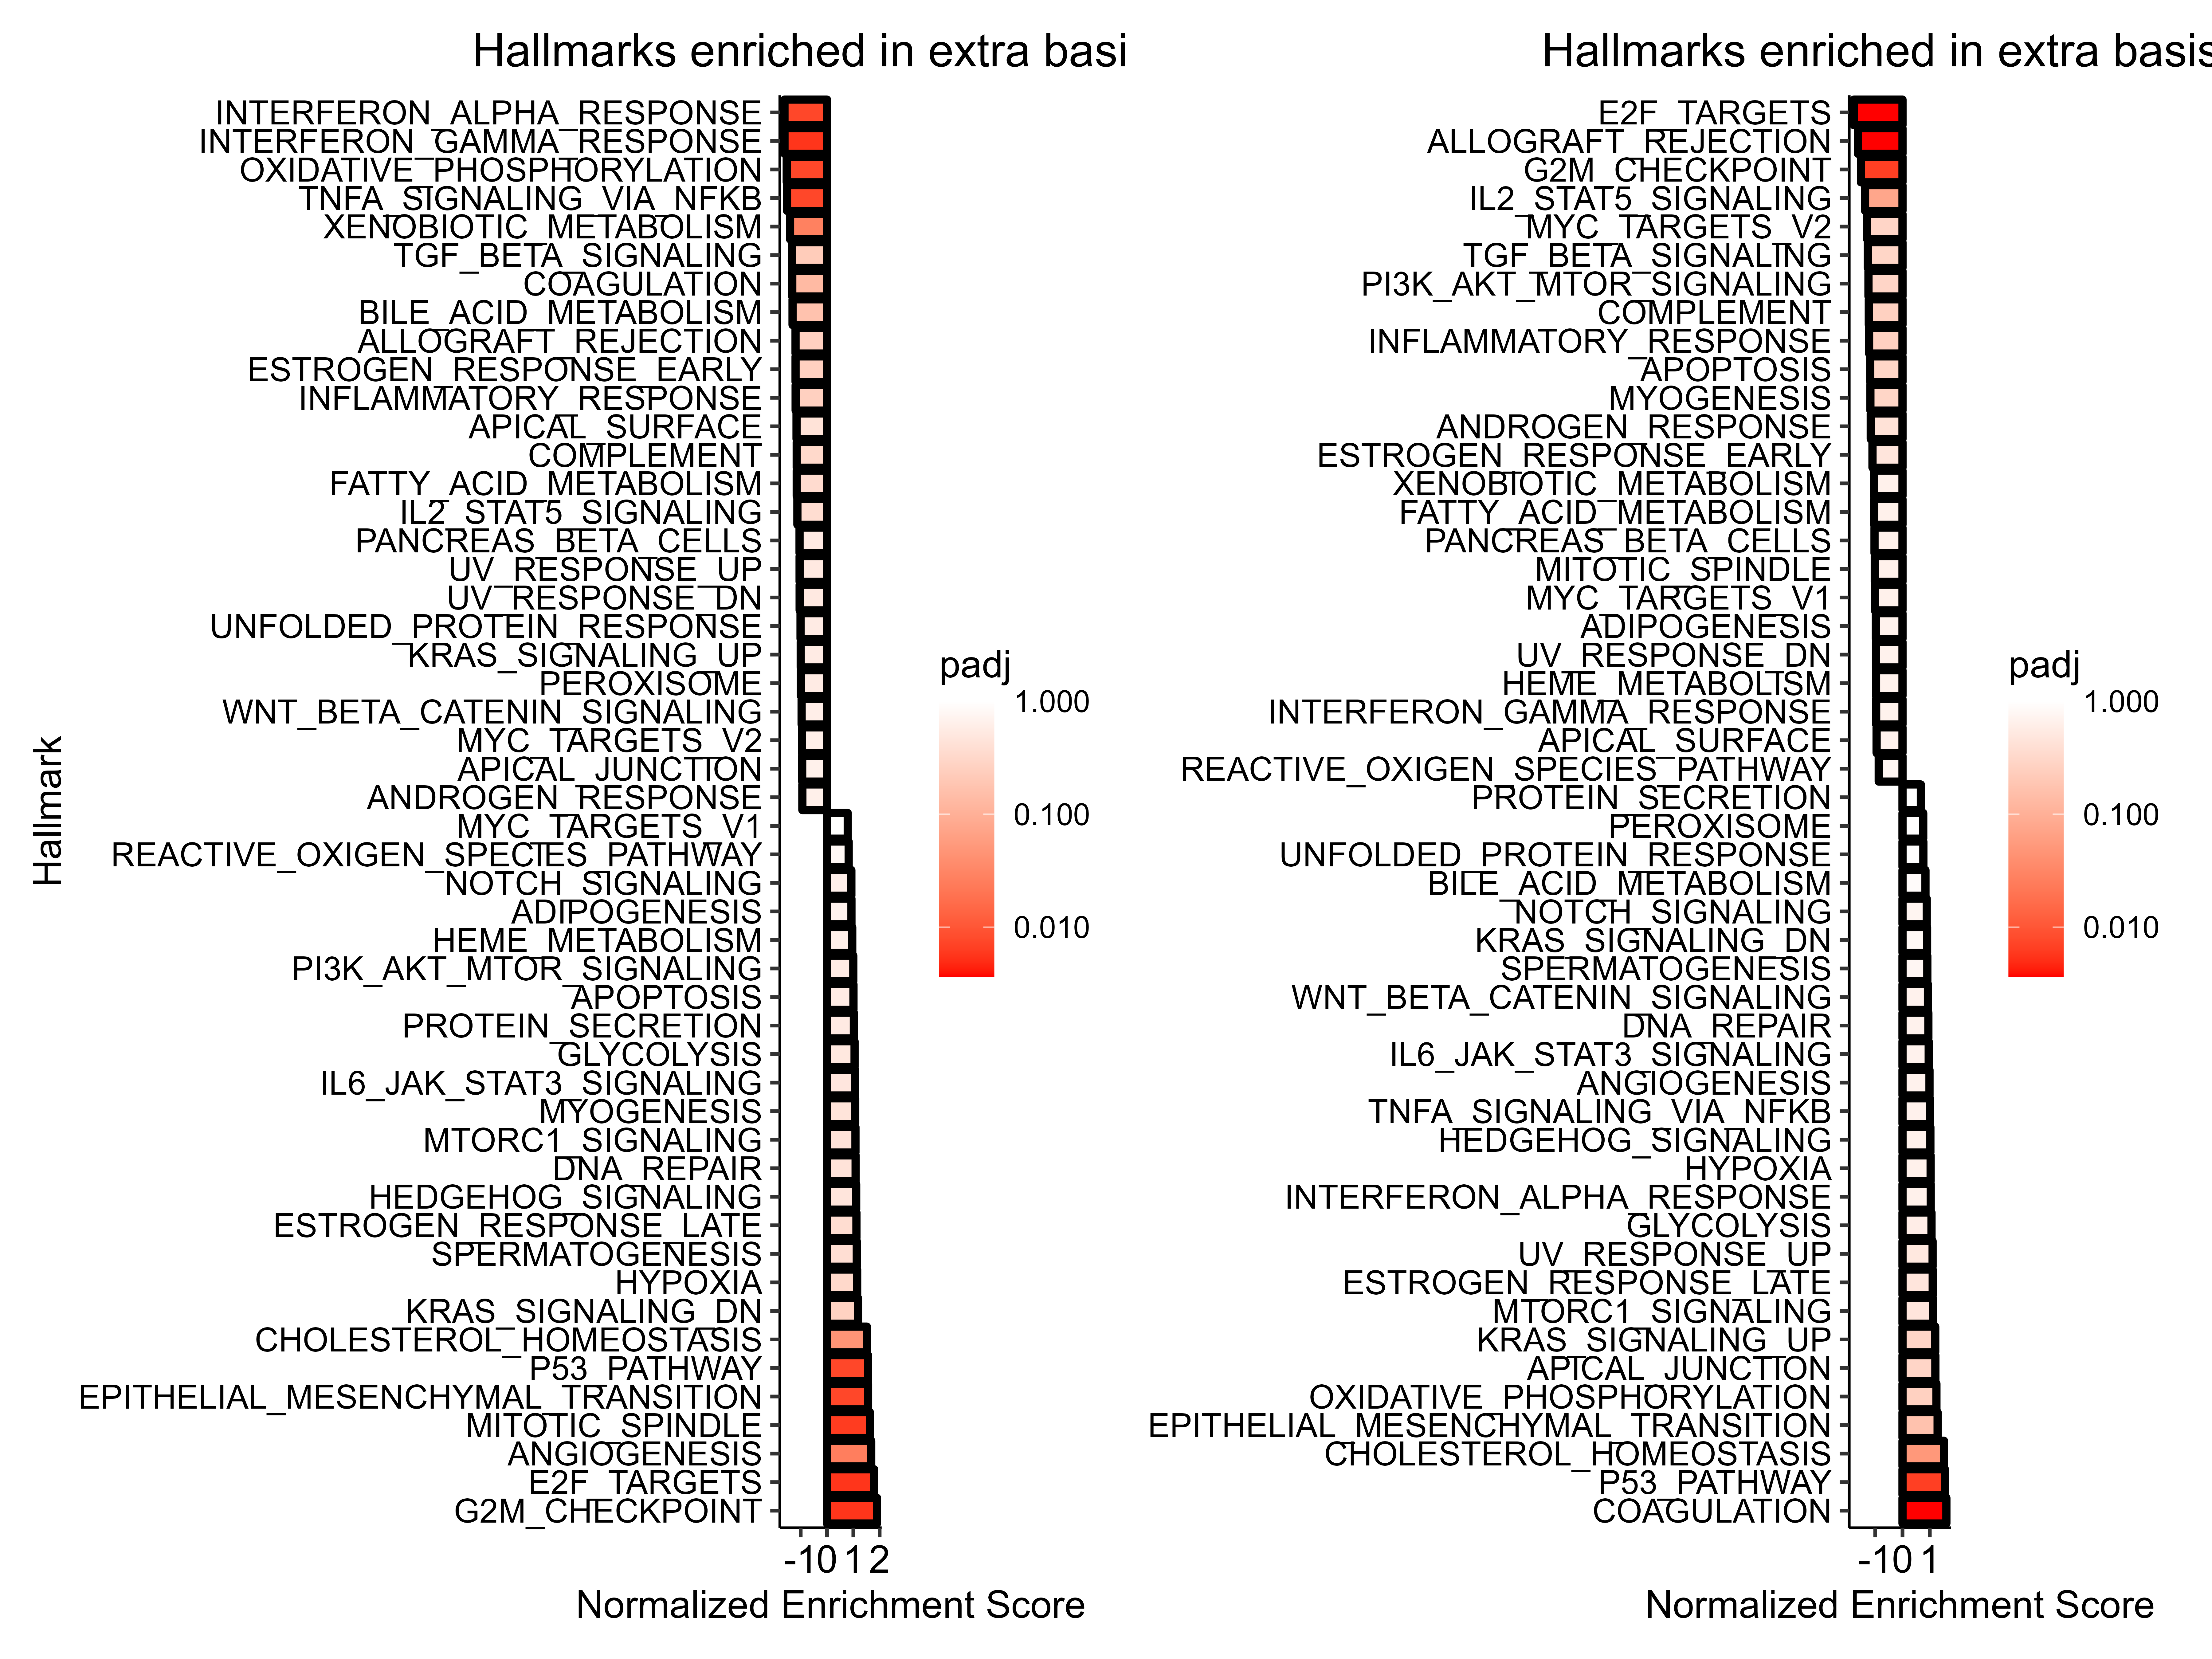 Hallmarks enriched in extra basi
Hallmark
INTERFERON_ALPHA_RESPONSE
INTERFERON_GAMMA_RESPONSE
OXIDATIVE_PHOSPHORYLATION
TNFA_SIGNALING_VIA_NFKB
XENOBIOTIC_METABOLISM
TGF_BETA_SIGNALING
COAGULATION
BILE_ACID_METABOLISM
ALLOGRAFT_REJECTION
ESTROGEN_RESPONSE_EARLY
INFLAMMATORY_RESPONSE
APICAL_SURFACE
COMPLEMENT
FATTY_ACID_METABOLISM
IL2_STAT5_SIGNALING
PANCREAS_BETA_CELLS
UV_RESPONSE_UP
UV_RESPONSE_DN
UNFOLDED_PROTEIN_RESPONSE
KRAS_SIGNALING_UP
PEROXISOME
WNT_BETA_CATENIN_SIGNALING
MYC_TARGETS_V2
APICAL_JUNCTION
ANDROGEN_RESPONSE
MYC_TARGETS_V1
REACTIVE_OXIGEN_SPECIES_PATHWAY
NOTCH_SIGNALING
ADIPOGENESIS
HEME_METABOLISM
PI3K_AKT_MTOR_SIGNALING
APOPTOSIS
PROTEIN_SECRETION
GLYCOLYSIS
IL6_JAK_STAT3_SIGNALING
MYOGENESIS
MTORC1_SIGNALING
DNA_REPAIR
HEDGEHOG_SIGNALING
ESTROGEN_RESPONSE_LATE
SPERMATOGENESIS
HYPOXIA
KRAS_SIGNALING_DN
CHOLESTEROL_HOMEOSTASIS
P53_PATHWAY
EPITHELIAL_MESENCHYMAL_TRANSITION
MITOTIC_SPINDLE
ANGIOGENESIS
E2F_TARGETS
G2M_CHECKPOINT
-1 0 1 2
Normalized Enrichment Score
padj
1.000
0.100
0.010
Hallmarks enriched in extra basis
E2F_TARGETS
ALLOGRAFT_REJECTION
G2M_CHECKPOINT
IL2_STAT5_SIGNALING
MYC_TARGETS_V2
TGF_BETA_SIGNALING
PI3K_AKT_MTOR_SIGNALING
COMPLEMENT
INFLAMMATORY_RESPONSE
APOPTOSIS
MYOGENESIS
ANDROGEN_RESPONSE
ESTROGEN_RESPONSE_EARLY
XENOBIOTIC_METABOLISM
FATTY_ACID_METABOLISM
PANCREAS_BETA_CELLS
MITOTIC_SPINDLE
MYC_TARGETS_V1
ADIPOGENESIS
UV_RESPONSE_DN
HEME_METABOLISM
INTERFERON_GAMMA_RESPONSE
APICAL_SURFACE
REACTIVE_OXIGEN_SPECIES_PATHWAY
PROTEIN_SECRETION
PEROXISOME
UNFOLDED_PROTEIN_RESPONSE
BILE_ACID_METABOLISM
NOTCH_SIGNALING
KRAS_SIGNALING_DN
SPERMATOGENESIS
WNT_BETA_CATENIN_SIGNALING
DNA_REPAIR
IL6_JAK_STAT3_SIGNALING
ANGIOGENESIS
TNFA_SIGNALING_VIA_NFKB
HEDGEHOG_SIGNALING
HYPOXIA
INTERFERON_ALPHA_RESPONSE
GLYCOLYSIS
UV_RESPONSE_UP
ESTROGEN_RESPONSE_LATE
MTORC1_SIGNALING
KRAS_SIGNALING_UP
APICAL_JUNCTION
OXIDATIVE_PHOSPHORYLATION
EPITHELIAL_MESENCHYMAL_TRANSITION
CHOLESTEROL_HOMEOSTASIS
P53_PATHWAY
COAGULATION
-1 0 1
Normalized Enrichment Score
padj
1.000
0.100
0.010